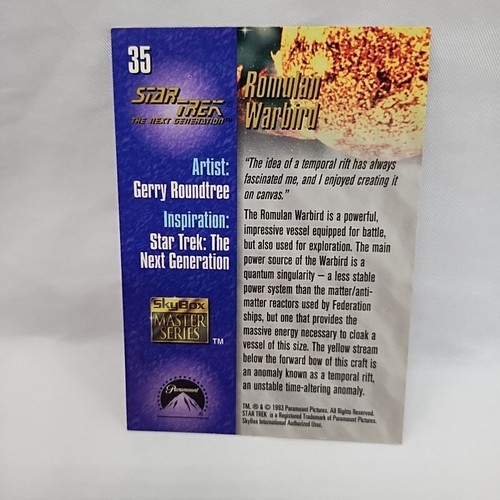 35
STAR TREK
THE NEXT GENERATION™
Artist:
Gerry Roundtree
Inspiration:
Star Trek: The
Next Generation
SkyBox
MASTER
SERIES
TM
Paramount
Romulan
Warbird
"The idea of a temporal rift has always
fascinated me, and I enjoyed creating it
on canvas."
The Romulan Warbird is a powerful,
impressive vessel equipped for battle,
but also used for exploration. The main
power source of the Warbird is a
quantum singularity — a less stable
power system than the matter/anti-
matter reactors used by Federation
ships, but one that provides the
massive energy necessary to cloak a
vessel of this size. The yellow stream
below the forward bow of this craft is
an anomaly known as a temporal rift,
an unstable time-altering anomaly.
TM, ® & © 1993 Paramount Pictures. All Rights Reserved.
STAR TREK is a Registered Trademark of Paramount Pictures.
SkyBox International Authorized User.